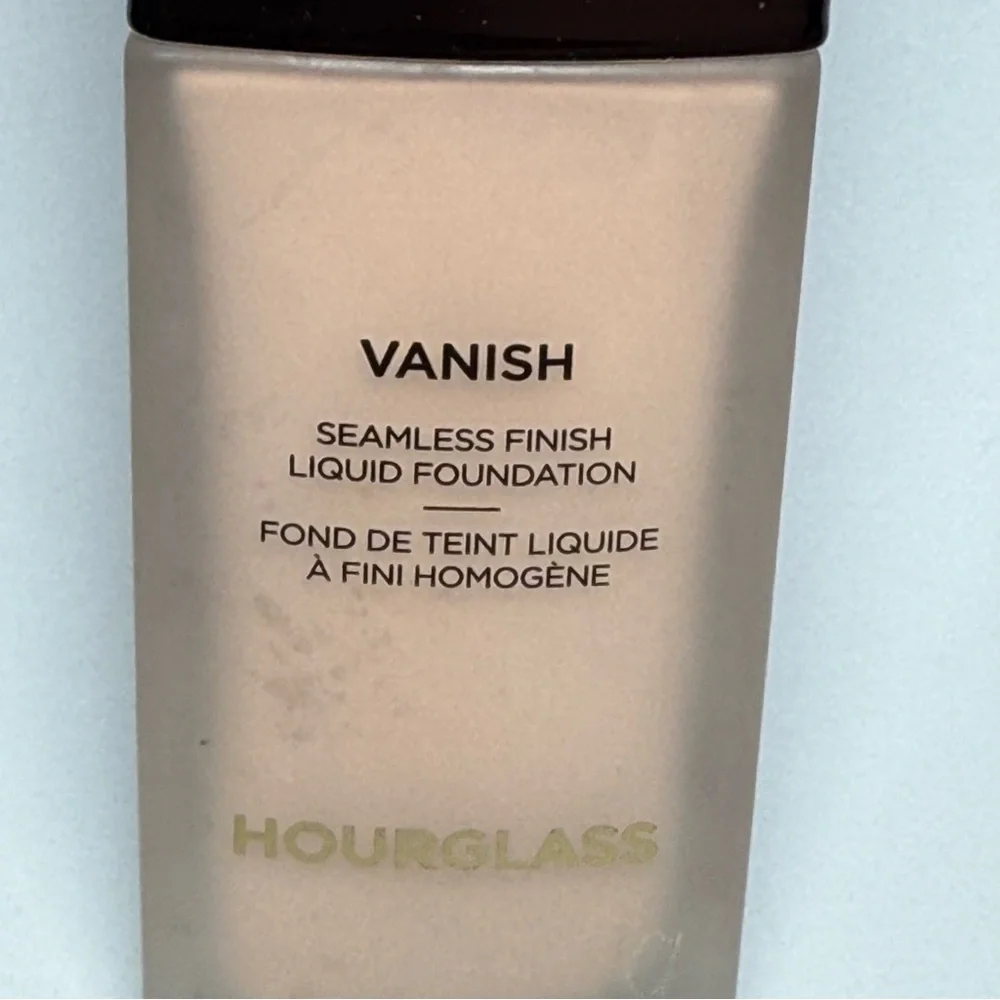 VANISH
SEAMLESS FINISH
LIQUID FOUNDATION
FOND DE TEINT LIQUIDE
À FINI HOMOGÈNE
HOURGLASS